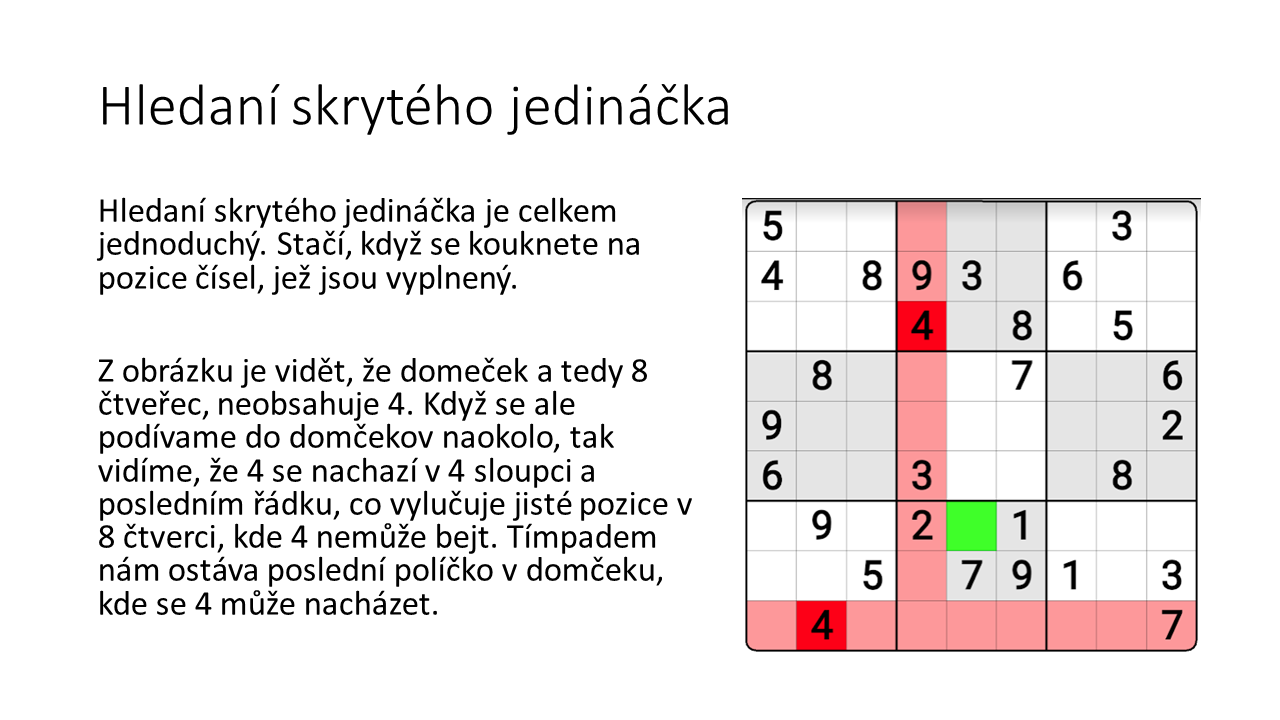 Hledaní skrytého jedináčka
Hledaní skrytého jedináčka je celkem
jednoduchý. Stačí, když se kouknete na
pozice čísel, jež jsou vyplnený.
Z obrázku je vidět, že domeček a tedy 8
čtveřec, neobsahuje 4. Když se ale
podívame do domčekov naokolo, tak
vidíme, že 4 se nachazí v 4 sloupci a
posledním řádku, co vylučuje jisté pozice v
8 čtverci, kde 4 nemůže bejt. Tímpadem
nám ostáva poslední políčko v domčeku,
kde se 4 může nacházet.
5 3
4 8 9 3 6
4 8 5
8 7 6
9 2
6 3 8
9 2 1
5 7 9 1 3
4 7